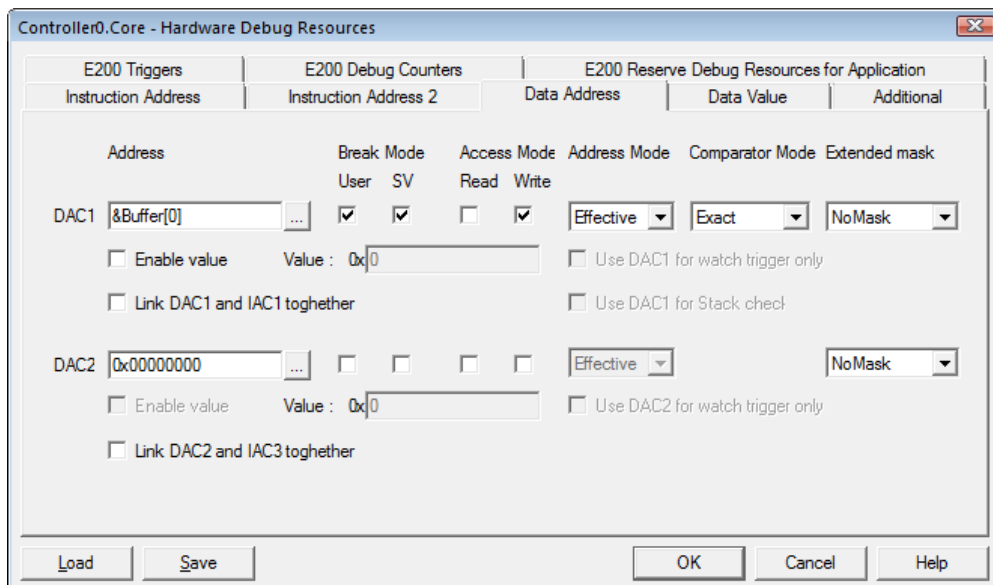 Controller0.Core - Hardware Debug Resources
E200 Triggers E200 Debug Counters E200 Reserve Debug Resources for Application
Instruction Address Instruction Address 2 Data Address Data Value Additional
Address Break Mode Access Mode Address Mode Comparator Mode Extended mask
User SV Read Write
DAC1 &Buffer[0] ... Effective Exact NoMask
Enable value Value : 0x 0 Use DAC1 for watch trigger only
Link DAC1 and IAC1 toghether Use DAC1 for Stack check
DAC2 0x00000000 ... Effective NoMask
Enable value Value : 0x 0 Use DAC2 for watch trigger only
Link DAC2 and IAC3 toghether
Load Save OK Cancel Help